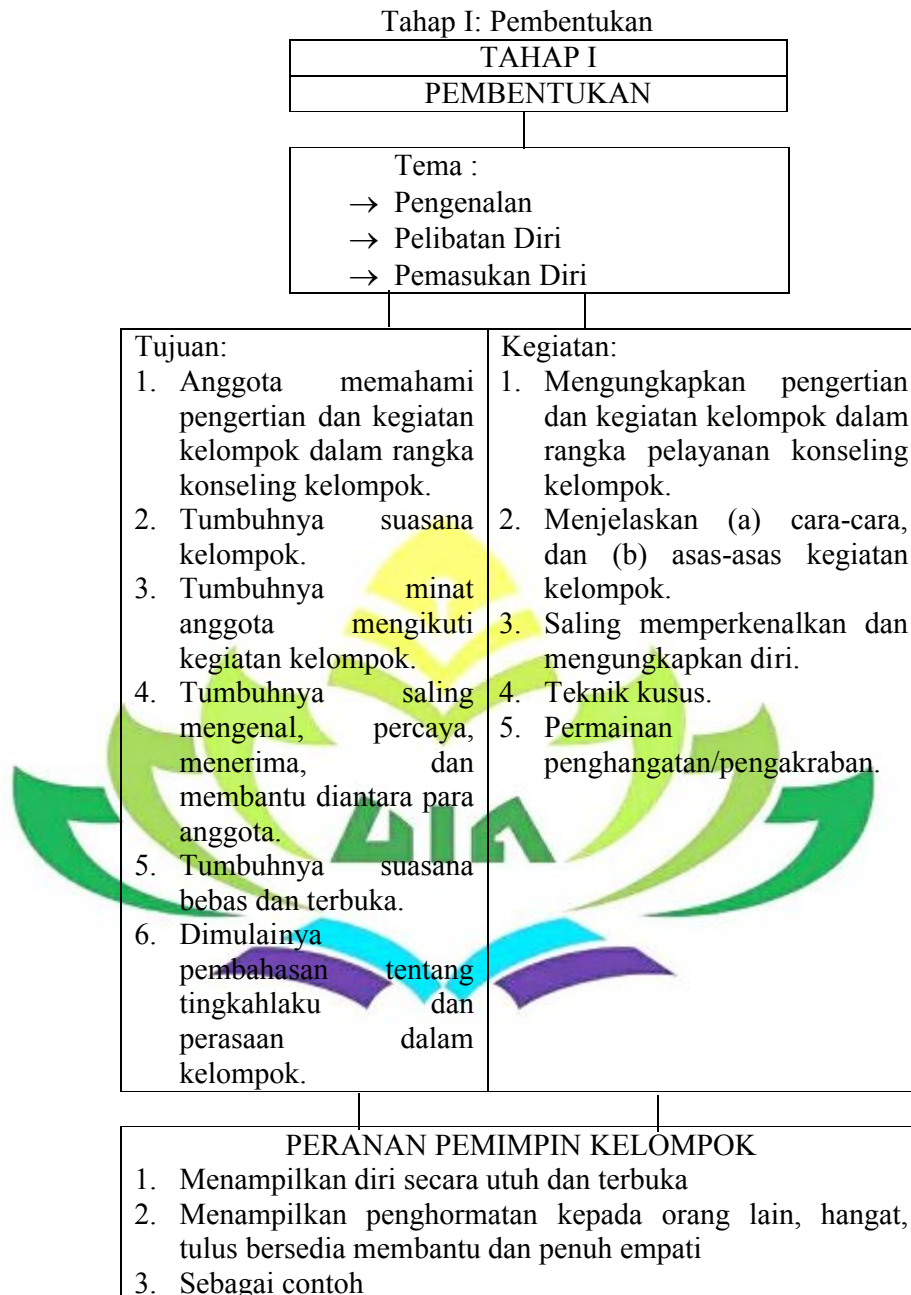 Tahap I: Pembentukan
TAHAP I
PEMBENTUKAN
Tema :
→ Pengenalan
→ Pelibatan Diri
→ Pemasukan Diri
Tujuan:
1. Anggota memahami
pengertian dan kegiatan
kelompok dalam rangka
konseling kelompok.
2. Tumbuhnya suasana
kelompok.
3. Tumbuhnya minat
anggota mengikuti
kegiatan kelompok.
4. Tumbuhnya saling
mengenal, percaya,
menerima, dan
membantu diantara para
anggota.
5. Tumbuhnya suasana
bebas dan terbuka.
6. Dimulainya
pembahasan tentang
tingkahlaku dan
perasaan dalam
kelompok.
Kegiatan:
1. Mengungkapkan pengertian
dan kegiatan kelompok dalam
rangka pelayanan konseling
kelompok.
2. Menjelaskan (a) cara-cara,
dan (b) asas-asas kegiatan
kelompok.
3. Saling memperkenalkan dan
mengungkapkan diri.
4. Teknik kusus.
5. Permainan
penghangatan/pengakraban.
UIN
PERANAN PEMIMPIN KELOMPOK
1. Menampilkan diri secara utuh dan terbuka
2. Menampilkan penghormatan kepada orang lain, hangat,
tulus bersedia membantu dan penuh empati
3. Sebagai contoh